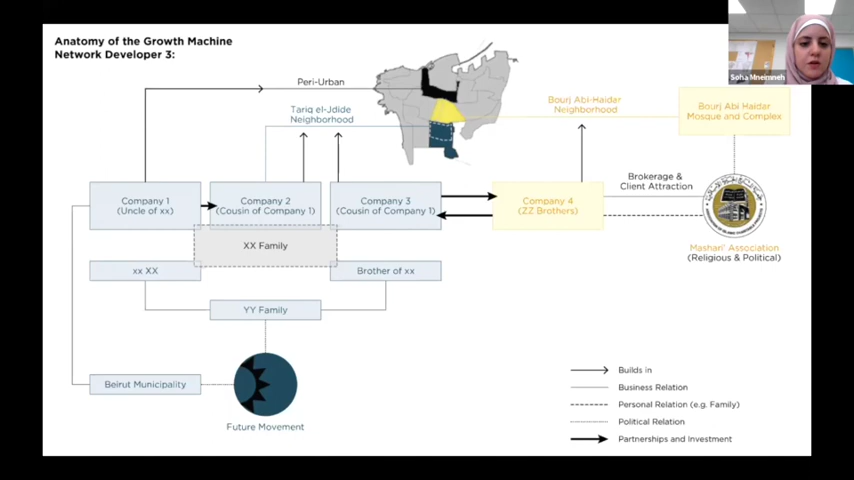 Anatomy of the Growth Machine
Network Developer 3:
Soha Mneimneh
Peri-Urban
Tariq el-Jdide
Neighborhood
Bourj Abi-Haidar
Neighborhood
Bourj Abi Haidar
Mosque and Complex
Company 1
(Uncle of xx)
Company 2
(Cousin of Company 1)
Company 3
(Cousin of Company 1)
Company 4
(ZZ Brothers)
Brokerage &
Client Attraction
XX Family
Mashari' Association
(Religious & Political)
xx XX
Brother of xx
YY Family
Beirut Municipality
Future Movement
Builds in
Business Relation
Personal Relation (e.g. Family)
Political Relation
Partnerships and Investment